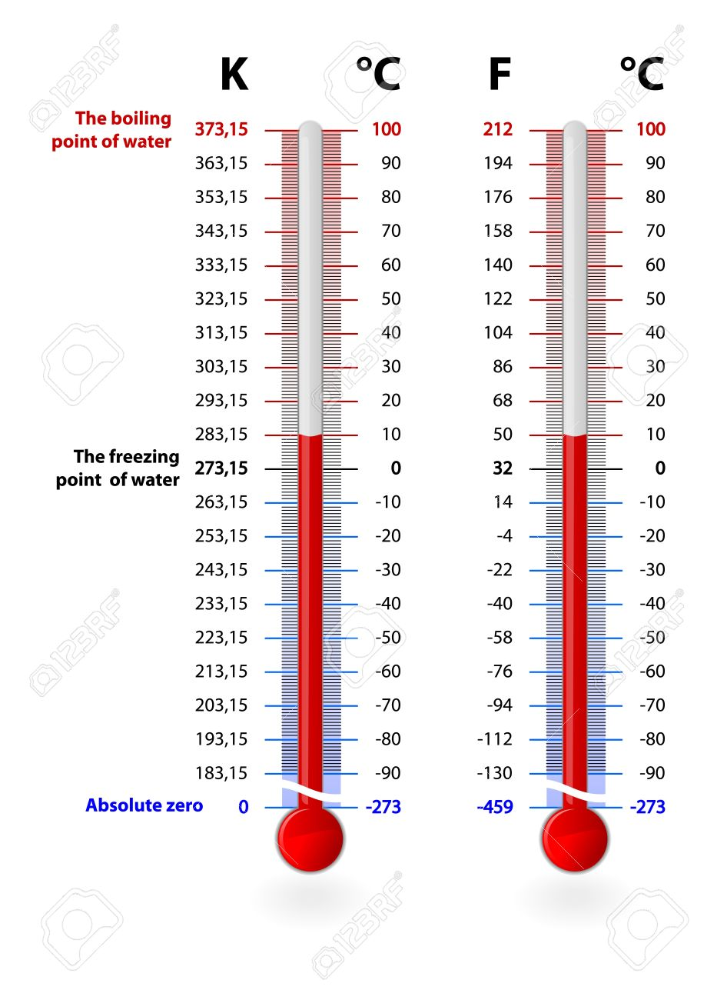 K °C F °C
The boiling
point of water
373,15 100 212 100
363,15 90 194 90
353,15 80 176 80
343,15 70 158 70
333,15 60 140 60
323,15 50 122 50
313,15 40 104 40
303,15 30 86 30
293,15 20 68 20
283,15 10 50 10
The freezing
point of water
273,15 0 32 0
263,15 -10 14 -10
253,15 -20 -4 -20
243,15 -30 -22 -30
233,15 -40 -40 -40
223,15 -50 -58 -50
213,15 -60 -76 -60
203,15 -70 -94 -70
193,15 -80 -112 -80
183,15 -90 -130 -90
Absolute zero 0 -273 -459 -273
123RF
123RF
123RF
123RF
123RF
123RF